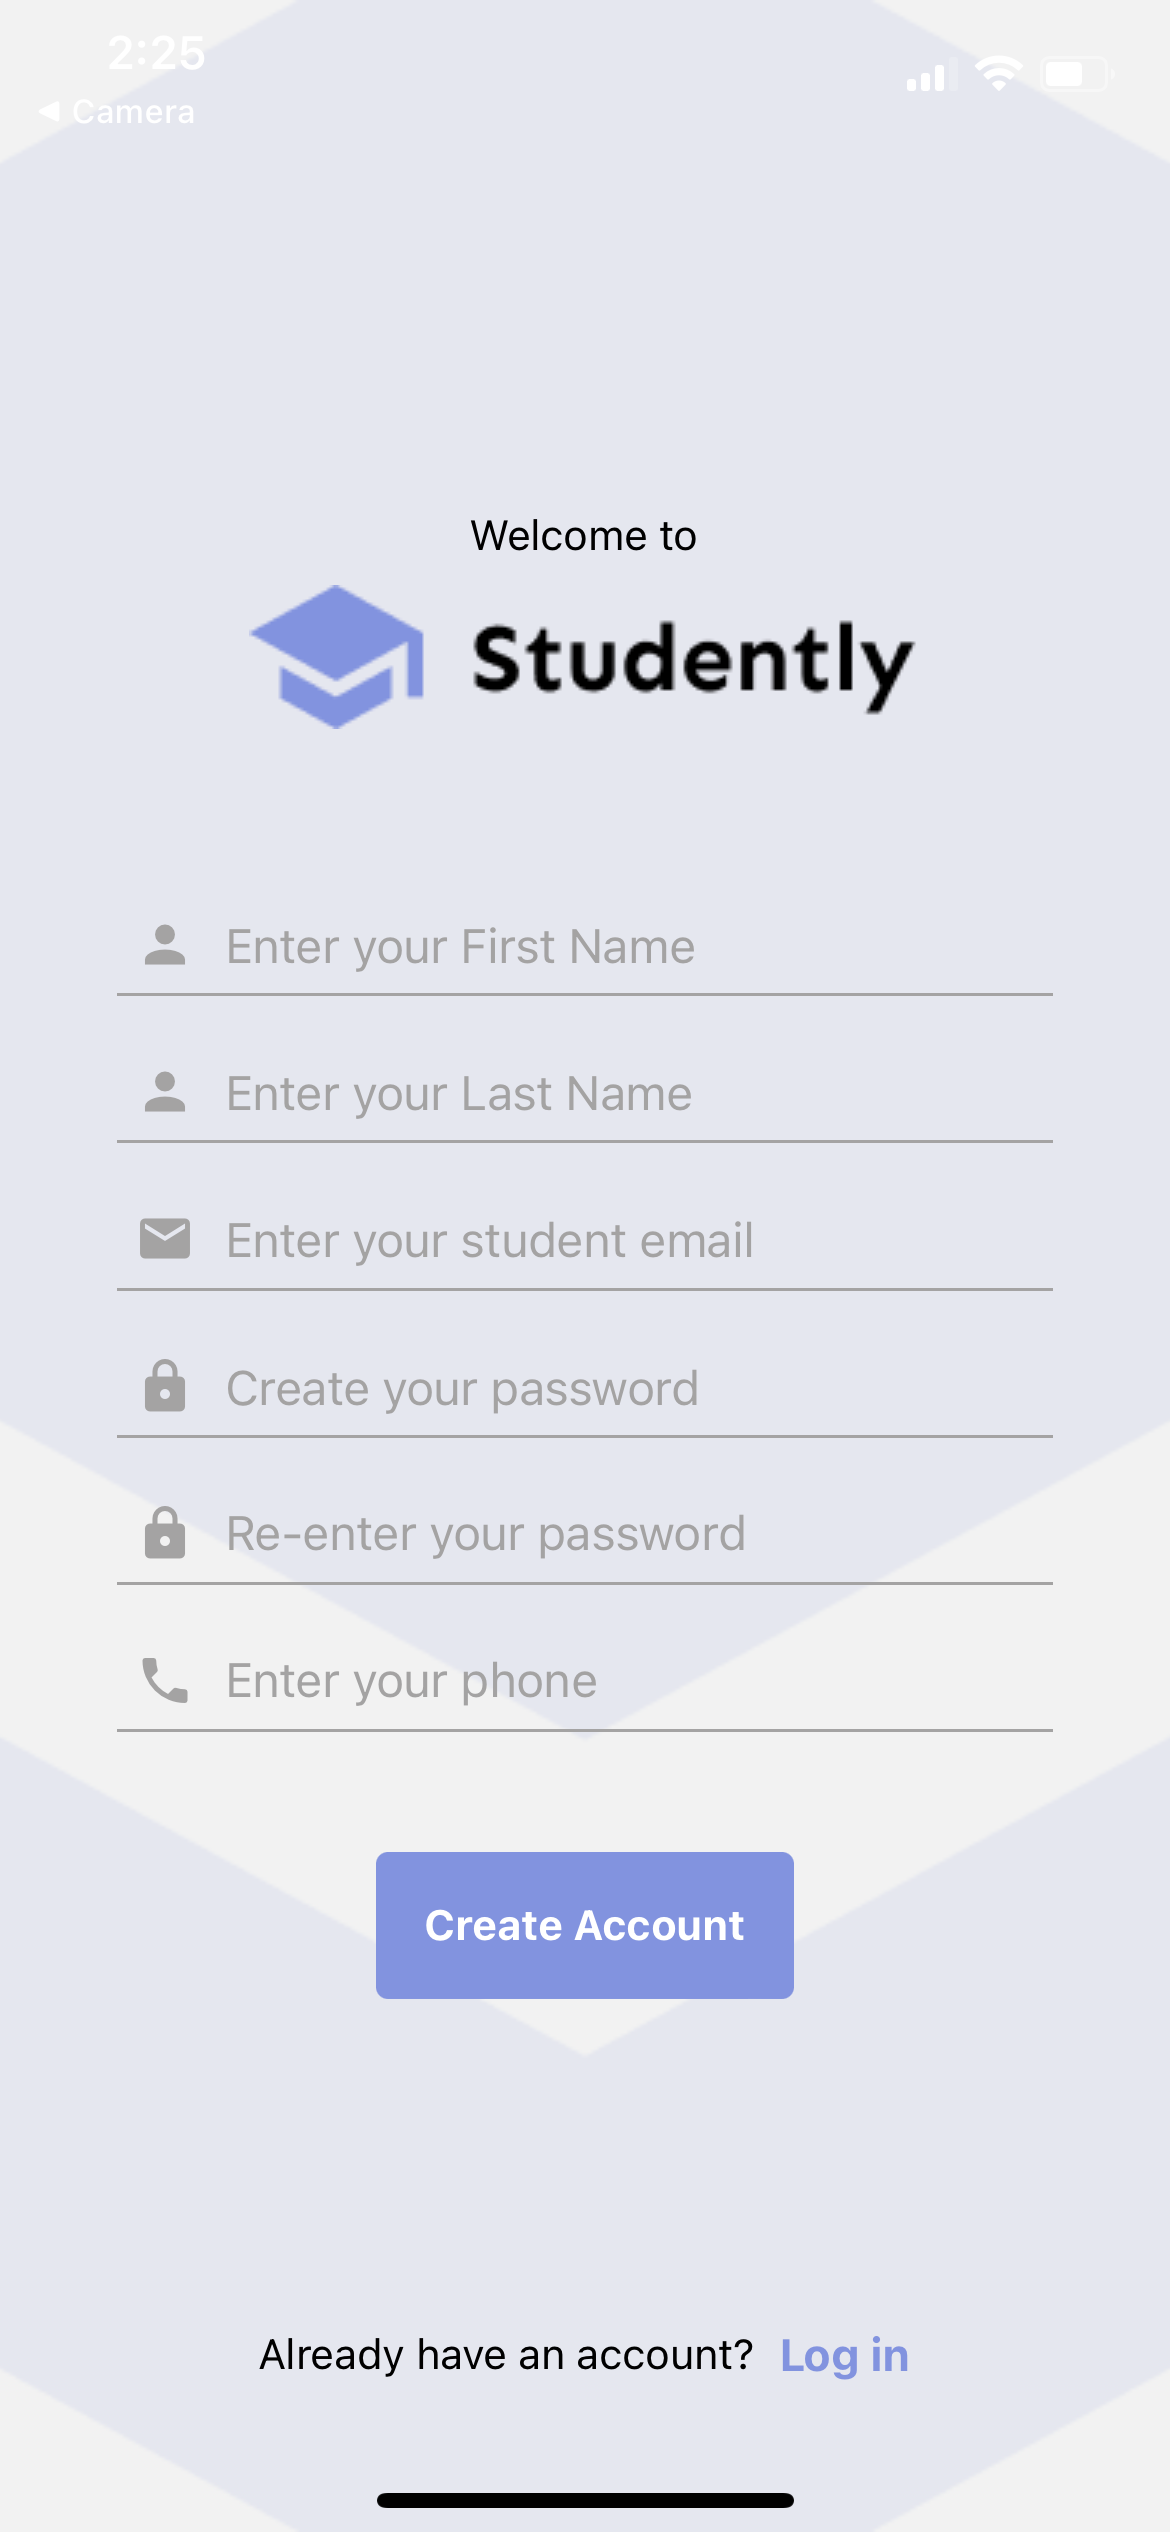 2:25
◀ Camera
Welcome to
Studently
Enter your First Name
Enter your Last Name
Enter your student email
Create your password
Re-enter your password
Enter your phone
Create Account
Already have an account? Log in